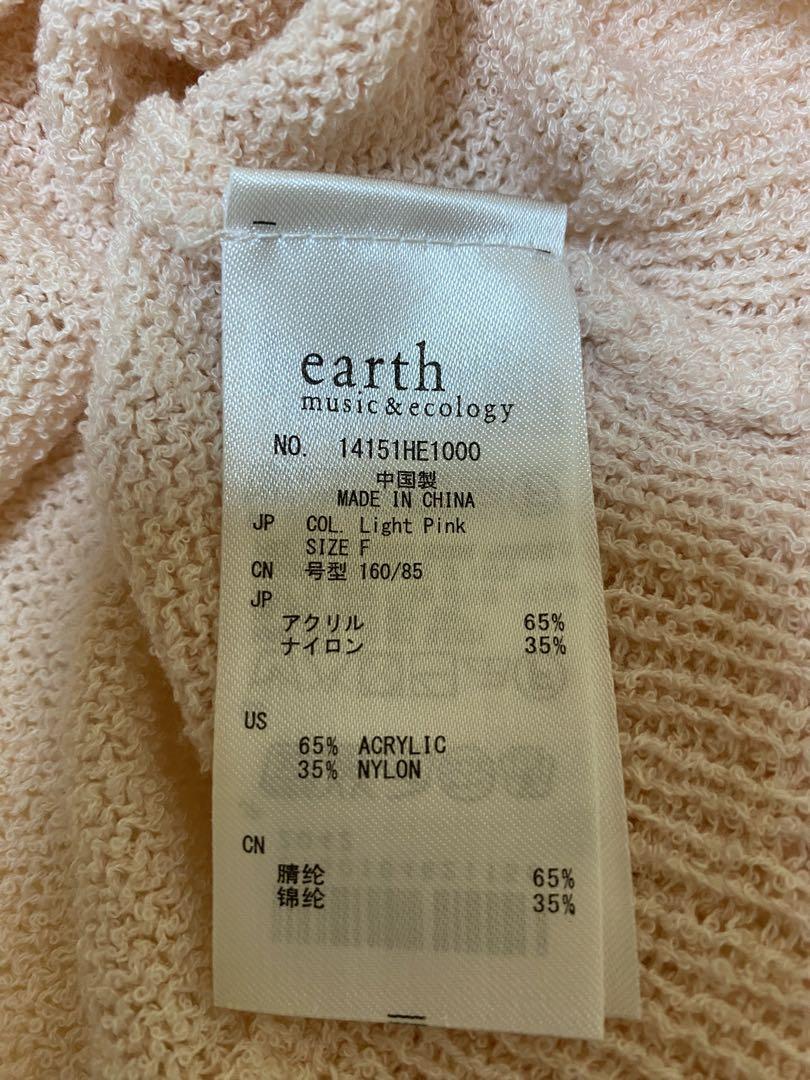 earth
music & ecology
NO. 14151HE1000
中国製
MADE IN CHINA
JP COL. Light Pink
SIZE F
CN 号型 160/85
JP
アクリル 65%
ナイロン 35%
US
65% ACRYLIC
35% NYLON
CN
腈纶 65%
锦纶 35%